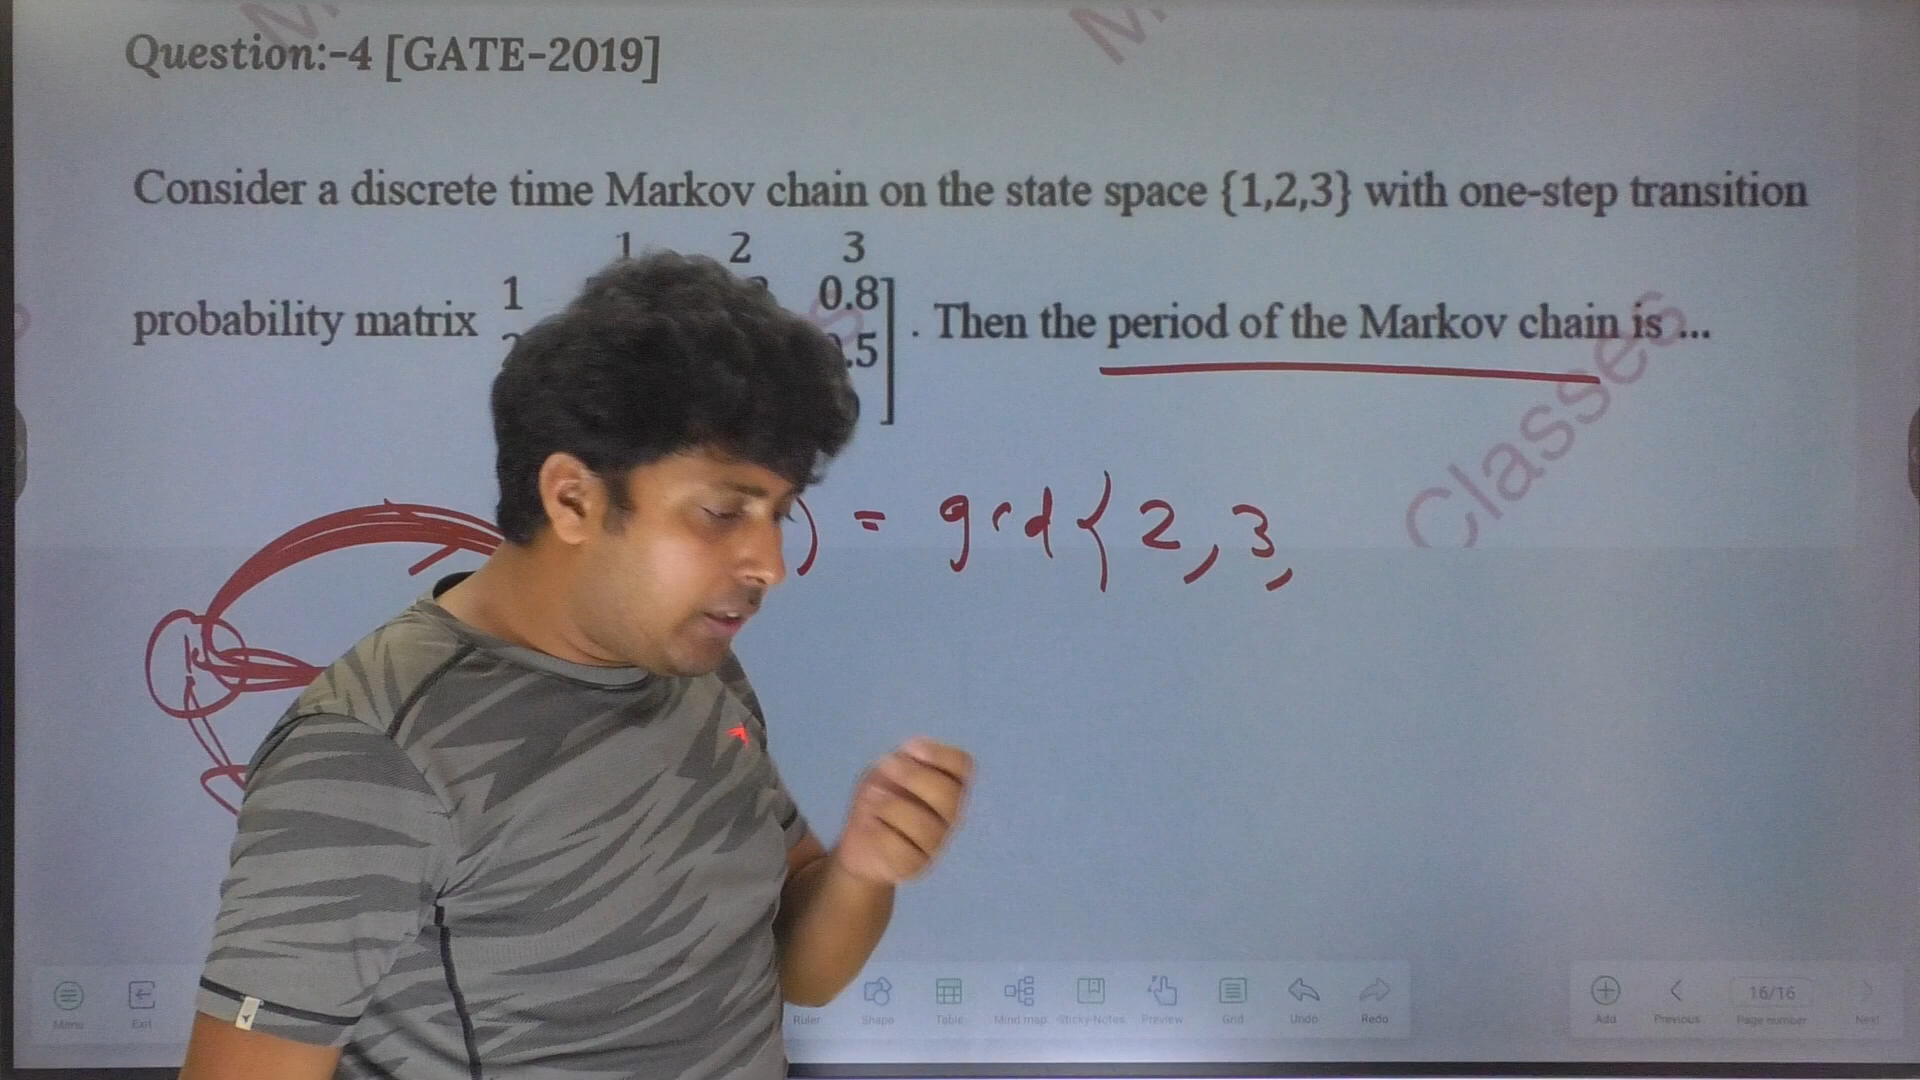 Question:-4 [GATE-2019]
Consider a discrete time Markov chain on the state space {1,2,3} with one-step transition
1 2 3
probability matrix 1 0.8 . Then the period of the Markov chain is ...
.5
) = gcd { 2, 3,
Classes
Menu Exit Ruler Shape Table Mind map Sticky-Notes Preview Grid Undo Redo Add Previous 16/16 Page number Next